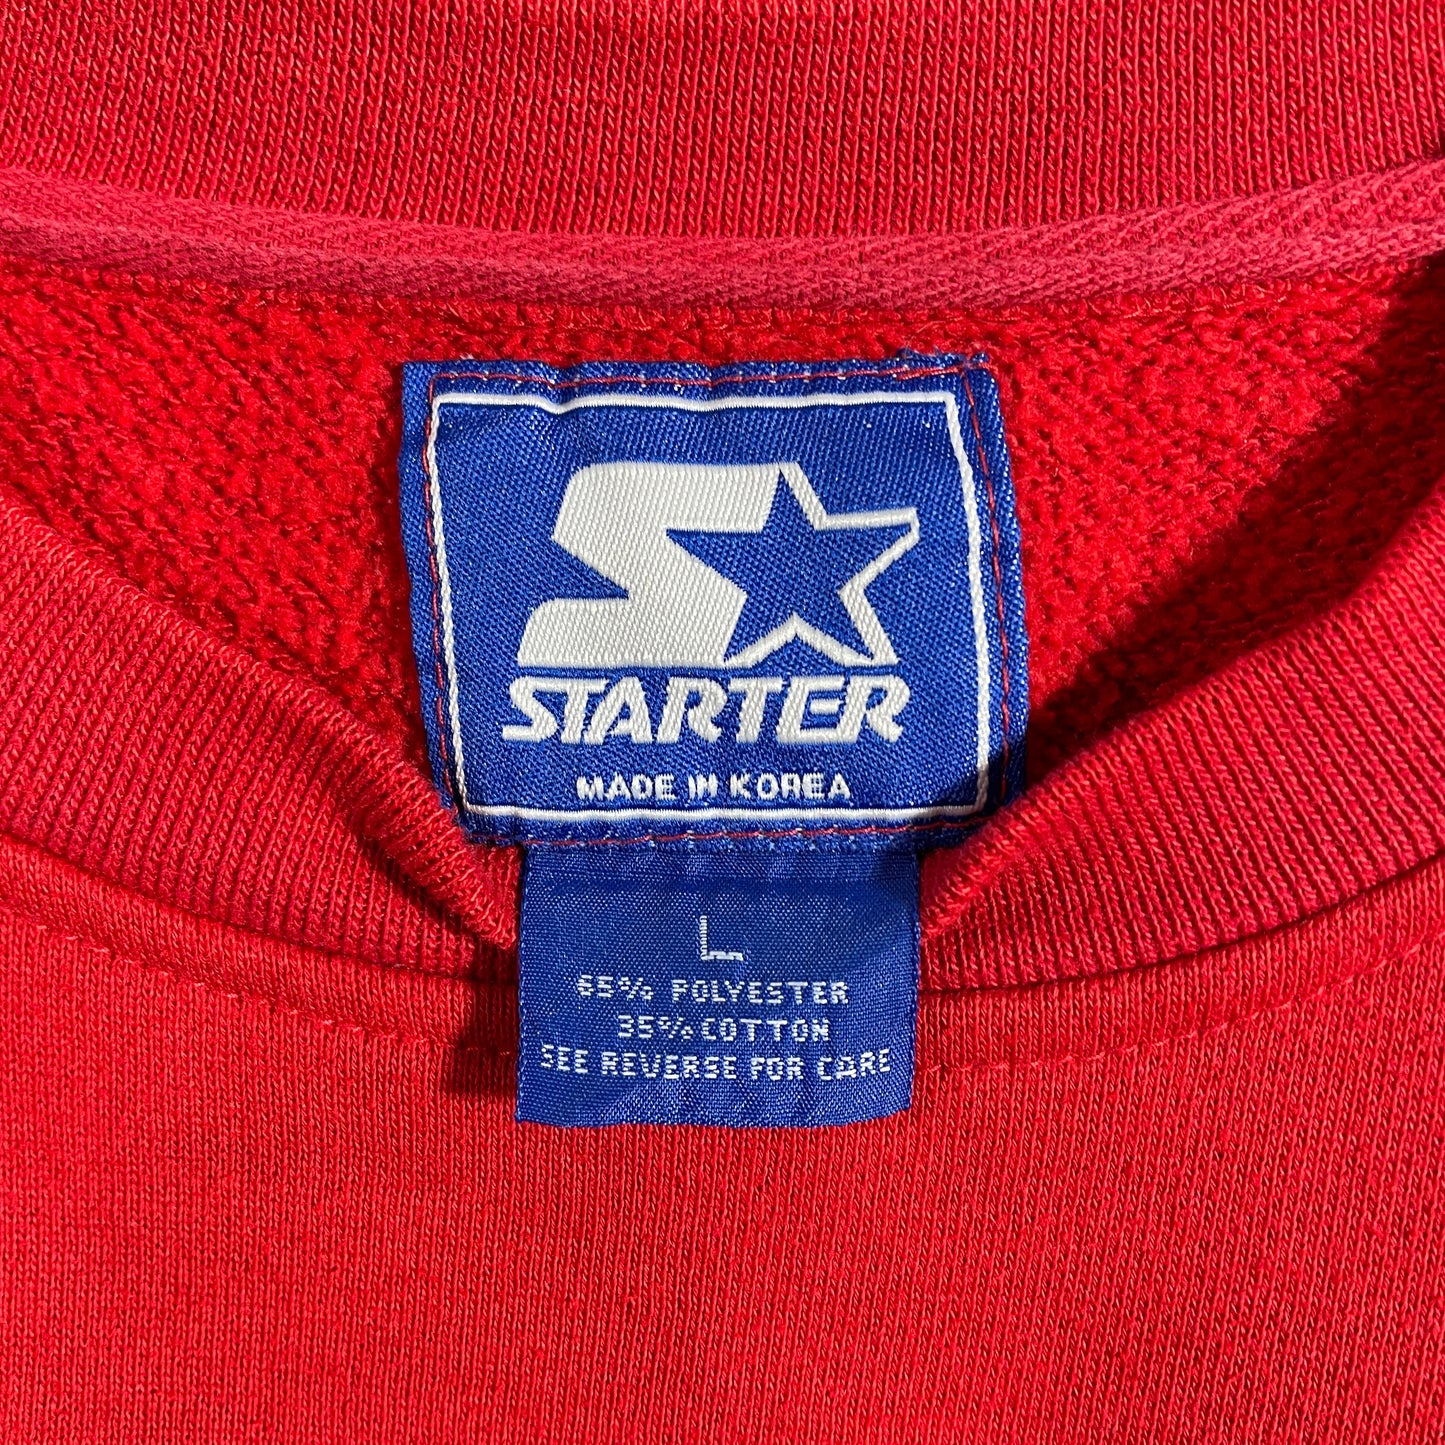 STARTER
MADE IN KOREA
L
65% POLYESTER
35% COTTON
SEE REVERSE FOR CARE